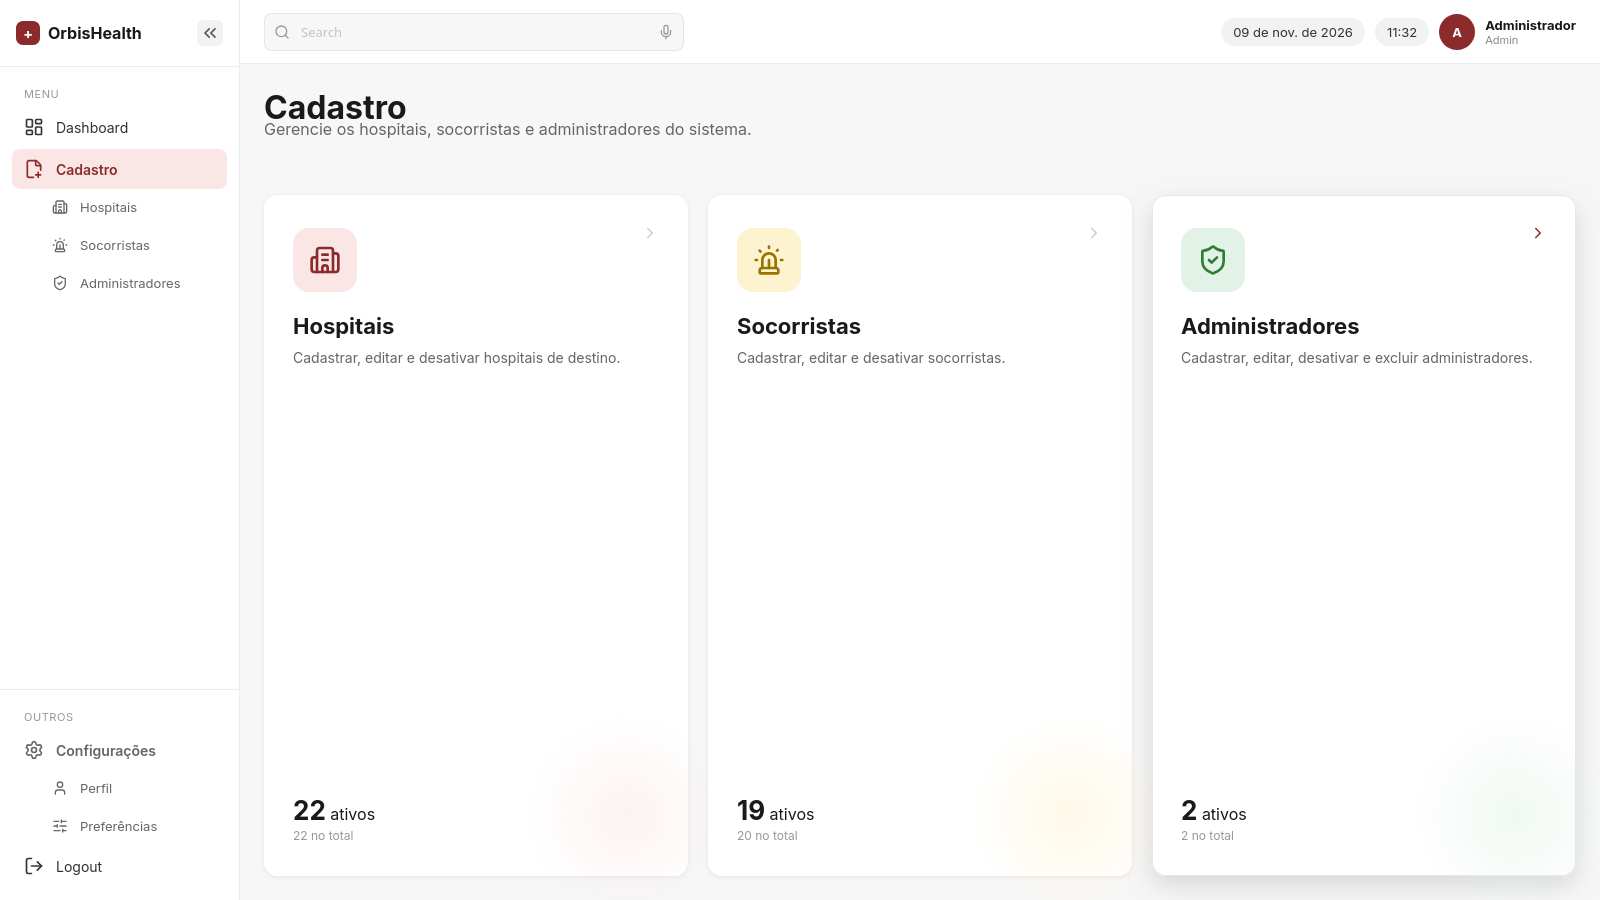 OrbisHealth
MENU
Dashboard
Cadastro
Hospitais
Socorristas
Administradores
OUTROS
Configurações
Perfil
Preferências
Logout
Search
09 de nov. de 2026
11:32
A
Administrador
Admin
Cadastro
Gerencie os hospitais, socorristas e administradores do sistema.
Hospitais
Cadastrar, editar e desativar hospitais de destino.
22 ativos
22 no total
Socorristas
Cadastrar, editar e desativar socorristas.
19 ativos
20 no total
Administradores
Cadastrar, editar, desativar e excluir administradores.
2 ativos
2 no total